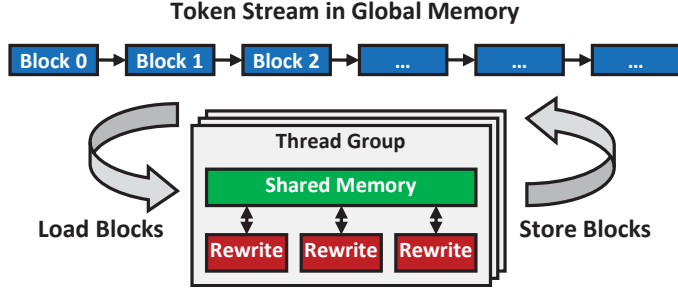 Token Stream in Global Memory
Block 0 Block 1 Block 2 ... ... ...
Thread Group
Shared Memory
Load Blocks Store Blocks
Rewrite Rewrite Rewrite